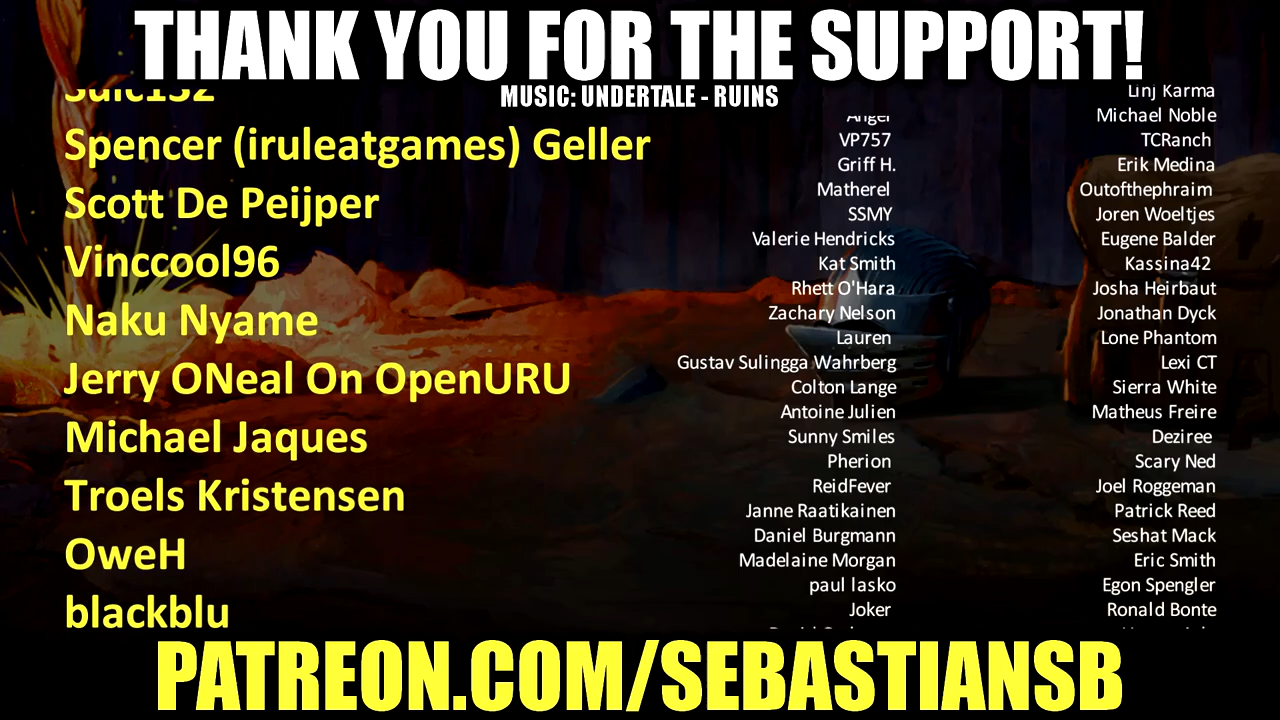 THANK YOU FOR THE SUPPORT!
MUSIC: UNDERTALE - RUINS
Spencer (iruleatgames) Geller
Scott De Peijper
Vinccool96
Naku Nyame
Jerry ONeal On OpenURU
Michael Jaques
Troels Kristensen
OweH
blackblu
Angel
VP757
Griff H.
Matherel
SSMY
Valerie Hendricks
Kat Smith
Rhett O'Hara
Zachary Nelson
Lauren
Gustav Sulingga Wahrberg
Colton Lange
Antoine Julien
Sunny Smiles
Pherion
ReidFever
Janne Raatikainen
Daniel Burgmann
Madelaine Morgan
paul lasko
Joker
Linj Karma
Michael Noble
TCRanch
Erik Medina
Outofthephraim
Joren Woeltjes
Eugene Balder
Kassina42
Josha Heirbaut
Jonathan Dyck
Lone Phantom
Lexi CT
Sierra White
Matheus Freire
Deziree
Scary Ned
Joel Roggeman
Patrick Reed
Seshat Mack
Eric Smith
Egon Spengler
Ronald Bonte
PATREON.COM/SEBASTIANSB